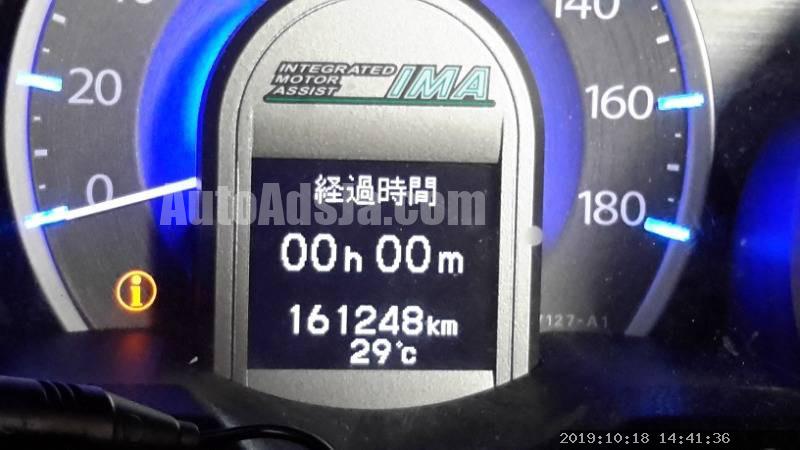 140
20
0
160
180
INTEGRATED
MOTOR
ASSIST
IMA
経過時間
AutoAdsJa.com
00h 00m
i
161248km
29℃
7127-A1
2019:10:18 14:41:36